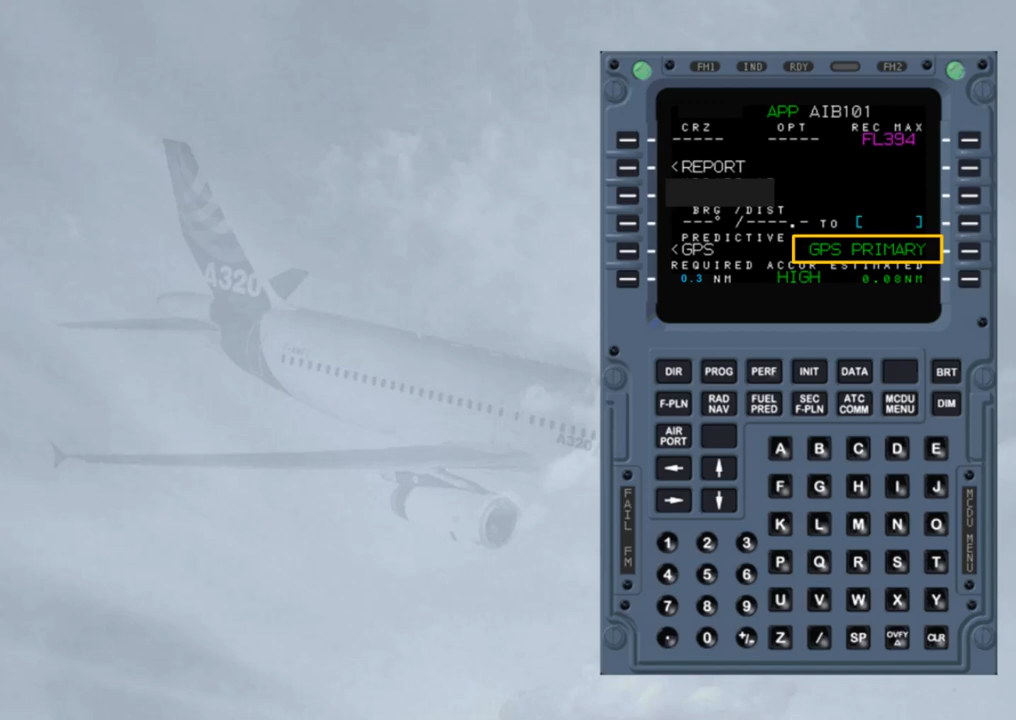 FM1 IND RDY FM2
APP AIB101
CRZ OPT REC MAX
----- ----- FL394
<REPORT
BRG /DIST
---° /----.- TO [ ]
PREDICTIVE
<GPS GPS PRIMARY
REQUIRED ACCUR ESTIMATED
0.3 NM HIGH 0.08NM
DIR PROG PERF INIT DATA BRT
F-PLN RAD NAV FUEL PRED SEC F-PLN ATC COMM MCDU MENU DIM
AIR PORT
← ↑
→ ↓
A B C D E
F G H I J
K L M N O
P Q R S T
U V W X Y
Z / SP OVFY Δ CLR
1 2 3
4 5 6
7 8 9
. 0 +/-
FAIL FM
MCDU MENU
A320
A320